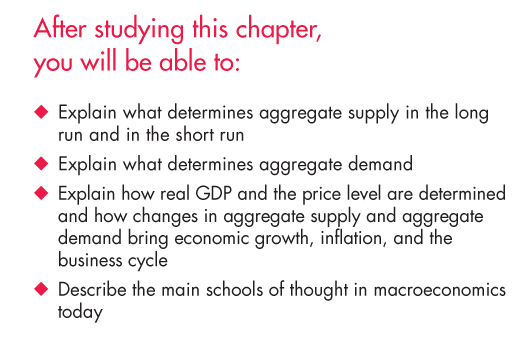 After studying this chapter,
you will be able to:
◆ Explain what determines aggregate supply in the long
run and in the short run
◆ Explain what determines aggregate demand
◆ Explain how real GDP and the price level are determined
and how changes in aggregate supply and aggregate
demand bring economic growth, inflation, and the
business cycle
◆ Describe the main schools of thought in macroeconomics
today